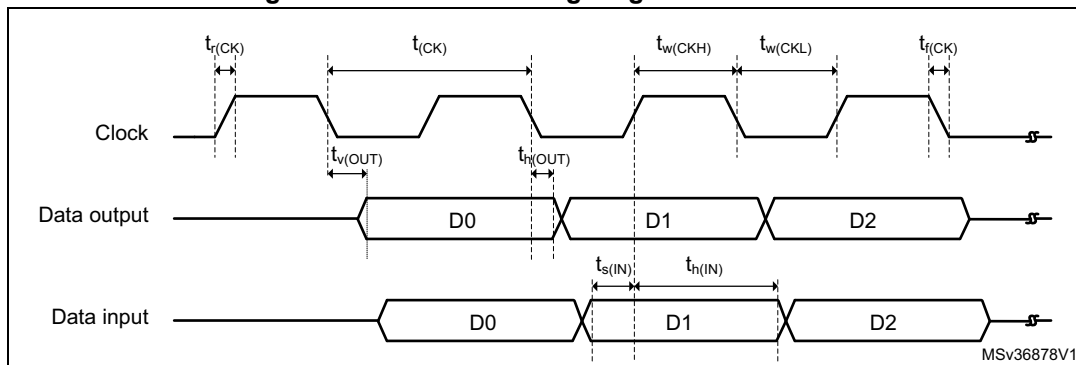 t_r(CK) t_(CK) t_w(CKH) t_w(CKL) t_f(CK)
Clock
t_v(OUT) t_h(OUT)
Data output D0 D1 D2
t_s(IN) t_h(IN)
Data input D0 D1 D2
MSv36878V1